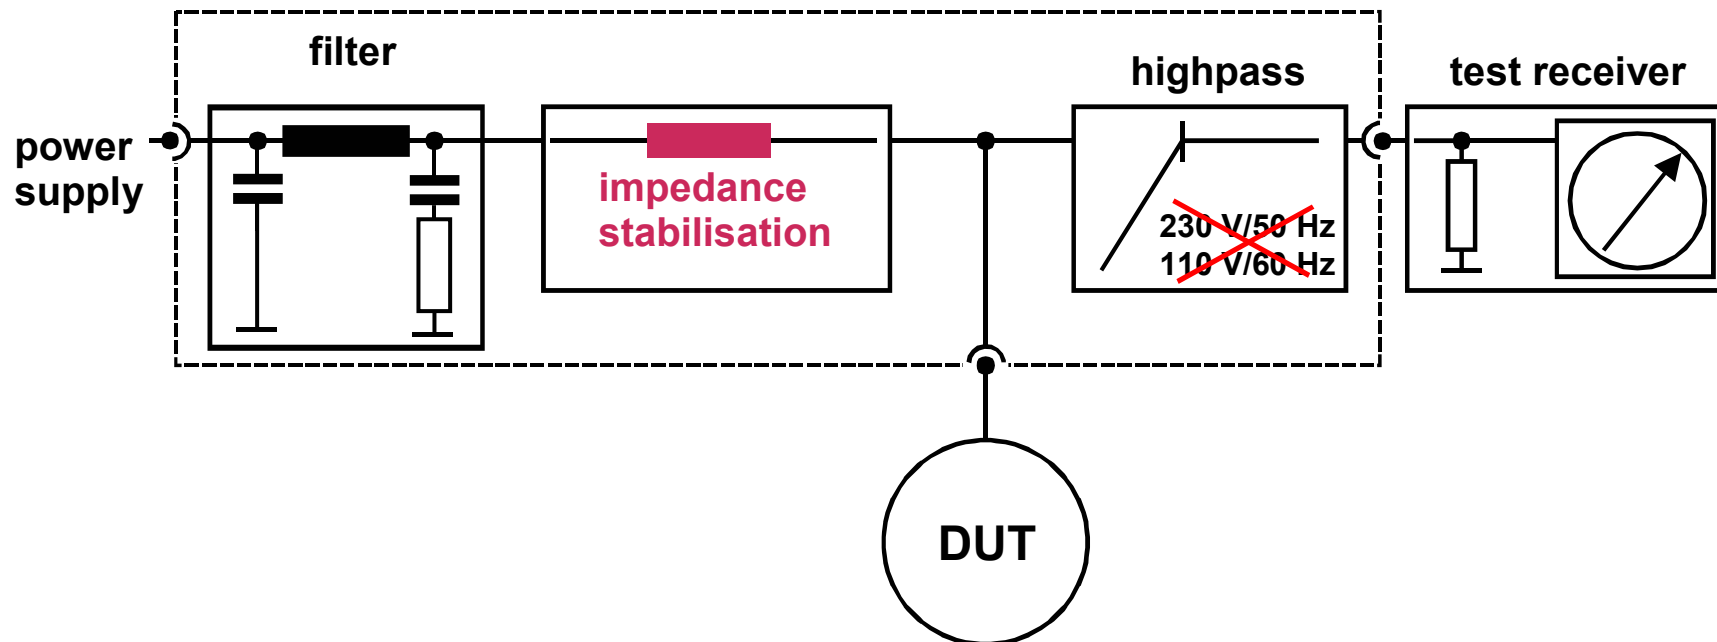 filter
highpass
test receiver
power
supply
impedance
stabilisation
230 V/50 Hz
110 V/60 Hz
DUT